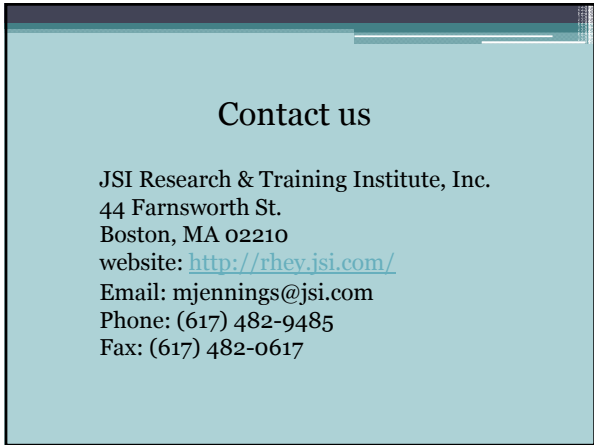 Contact us
JSI Research & Training Institute, Inc.
44 Farnsworth St.
Boston, MA 02210
website: http://rhey.jsi.com/
Email: mjennings@jsi.com
Phone: (617) 482-9485
Fax: (617) 482-0617